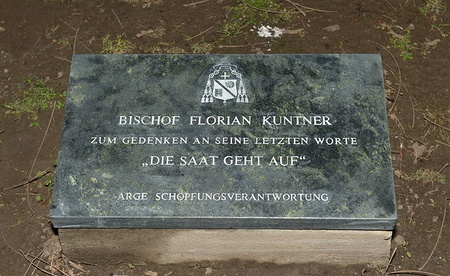 BISCHOF FLORIAN KUNTNER
ZUM GEDENKEN AN SEINE LETZTEN WORTE
„DIE SAAT GEHT AUF“
-ARGE SCHÖPFUNGSVERANTWORTUNG